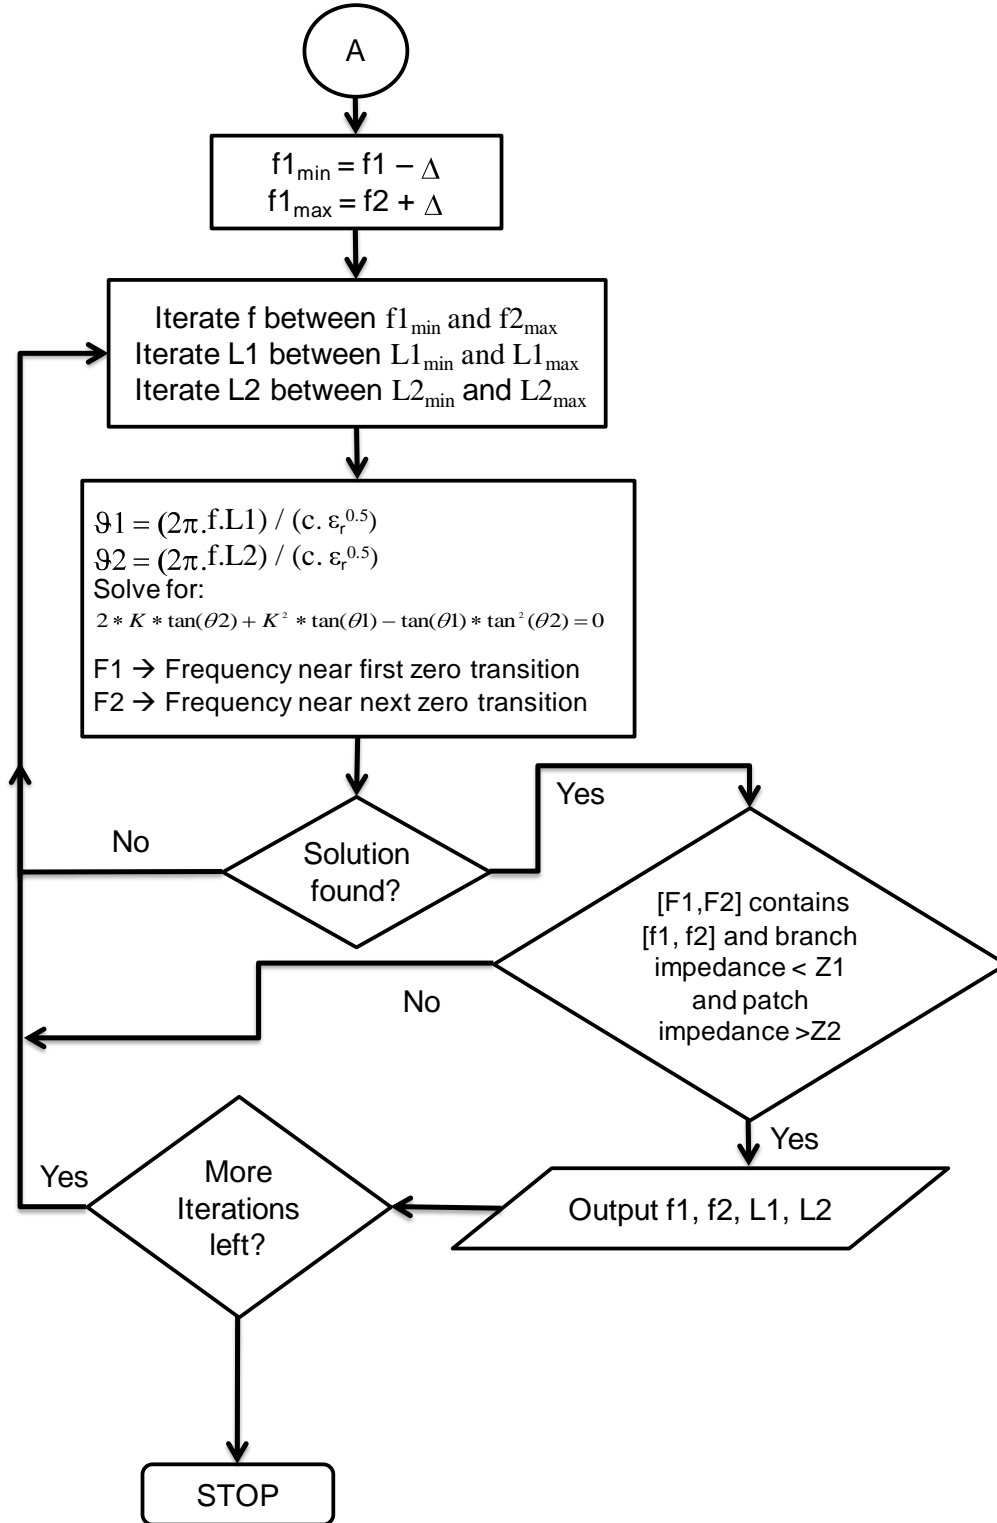 A
f1min = f1 – Δ
f1max = f2 + Δ
Iterate f between f1min and f2max
Iterate L1 between L1min and L1max
Iterate L2 between L2min and L2max
ϑ1 = (2π.f.L1) / (c. εr^0.5)
ϑ2 = (2π.f.L2) / (c. εr^0.5)
Solve for:
2 * K * tan(θ2) + K² * tan(θ1) − tan(θ1) * tan²(θ2) = 0
F1 → Frequency near first zero transition
F2 → Frequency near next zero transition
Yes
No
Solution
found?
[F1,F2] contains
[f1, f2] and branch
impedance < Z1
and patch
impedance >Z2
No
Yes
Yes
More
Iterations
left?
Output f1, f2, L1, L2
STOP